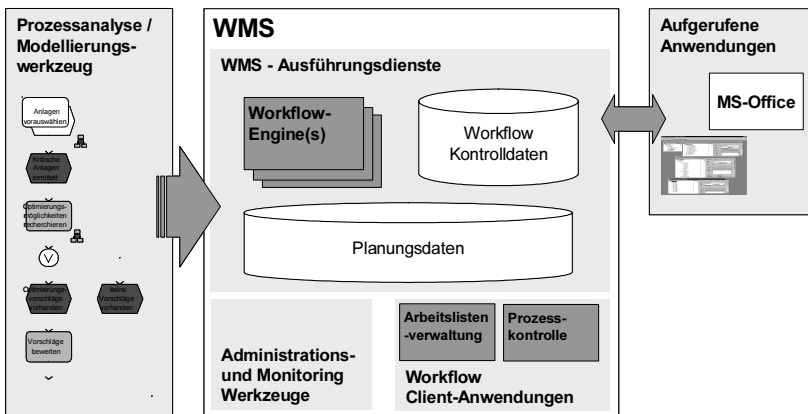 Prozessanalyse /
Modellierungs-
werkzeug
Anlagen
vorauswählen
Kritische
Anlagen
ermittelt
Optimierungs-
möglichkeiten
recherchieren
V
Optimierungs-
vorschläge
vorhanden
keine
Vorschläge
vorhanden
Vorschläge
bewerten
WMS
WMS - Ausführungsdienste
Workflow-
Engine(s)
Workflow
Kontrolldaten
Planungsdaten
Administrations-
und Monitoring
Werkzeuge
Arbeitslisten
-verwaltung
Prozess-
kontrolle
Workflow
Client-Anwendungen
Aufgerufene
Anwendungen
MS-Office